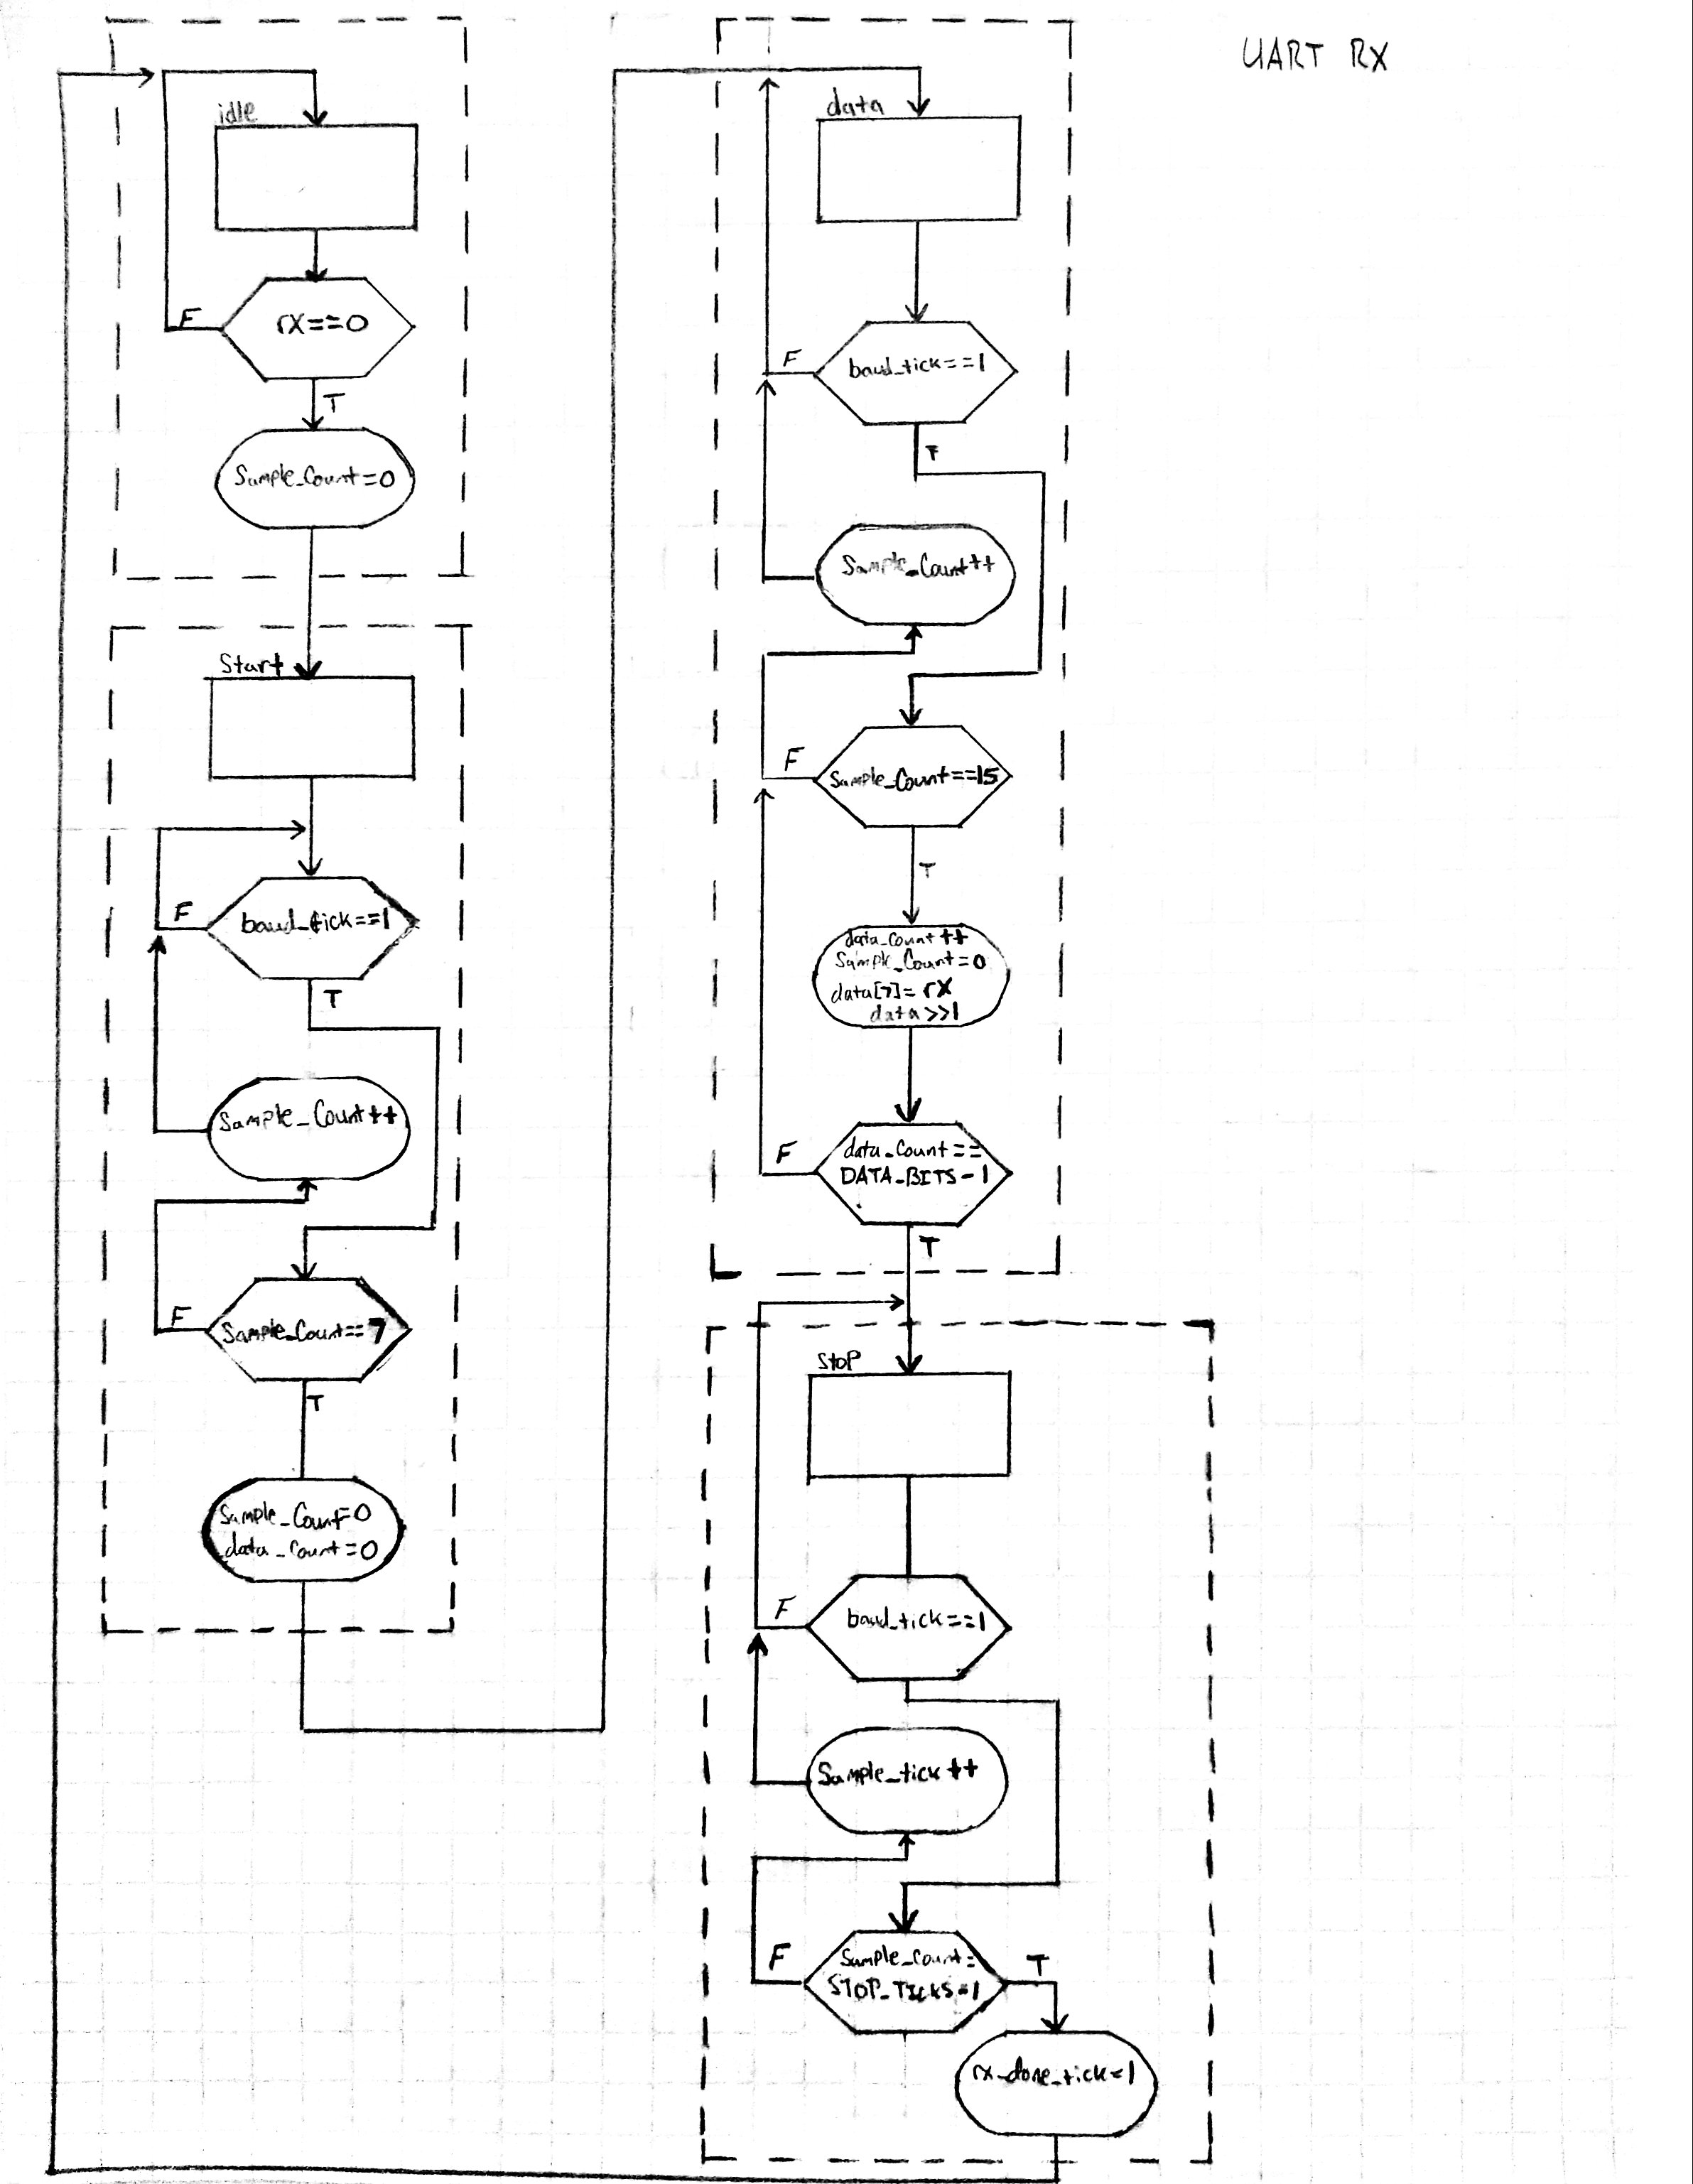 UART RX
idle
rx==0
F
T
Sample_Count=0
Start
baud_tick==1
F
T
Sample_Count++
Sample_Count==7
F
T
Sample_Count=0
data_Count=0
data
baud_tick==1
F
T
Sample_Count++
Sample_Count==15
F
T
data_Count++
Sample_Count=0
data[7]=rx
data>>1
data_Count==
DATA_BITS-1
F
T
Stop
baud_tick==1
F
Sample_tick++
Sample_Count=
STOP_TICKS-1
F
T
rx_done_tick=1